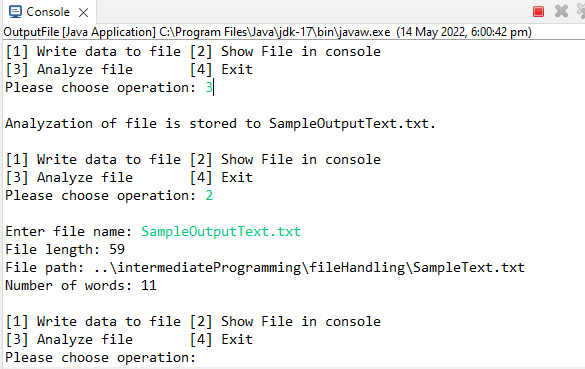 Console
OutputFile [Java Application] C:\Program Files\Java\jdk-17\bin\javaw.exe (14 May 2022, 6:00:42 pm)
[1] Write data to file [2] Show File in console
[3] Analyze file [4] Exit
Please choose operation: 3
Analyzation of file is stored to SampleOutputText.txt.
[1] Write data to file [2] Show File in console
[3] Analyze file [4] Exit
Please choose operation: 2
Enter file name: SampleOutputText.txt
File length: 59
File path: ..\intermediateProgramming\fileHandling\SampleText.txt
Number of words: 11
[1] Write data to file [2] Show File in console
[3] Analyze file [4] Exit
Please choose operation: